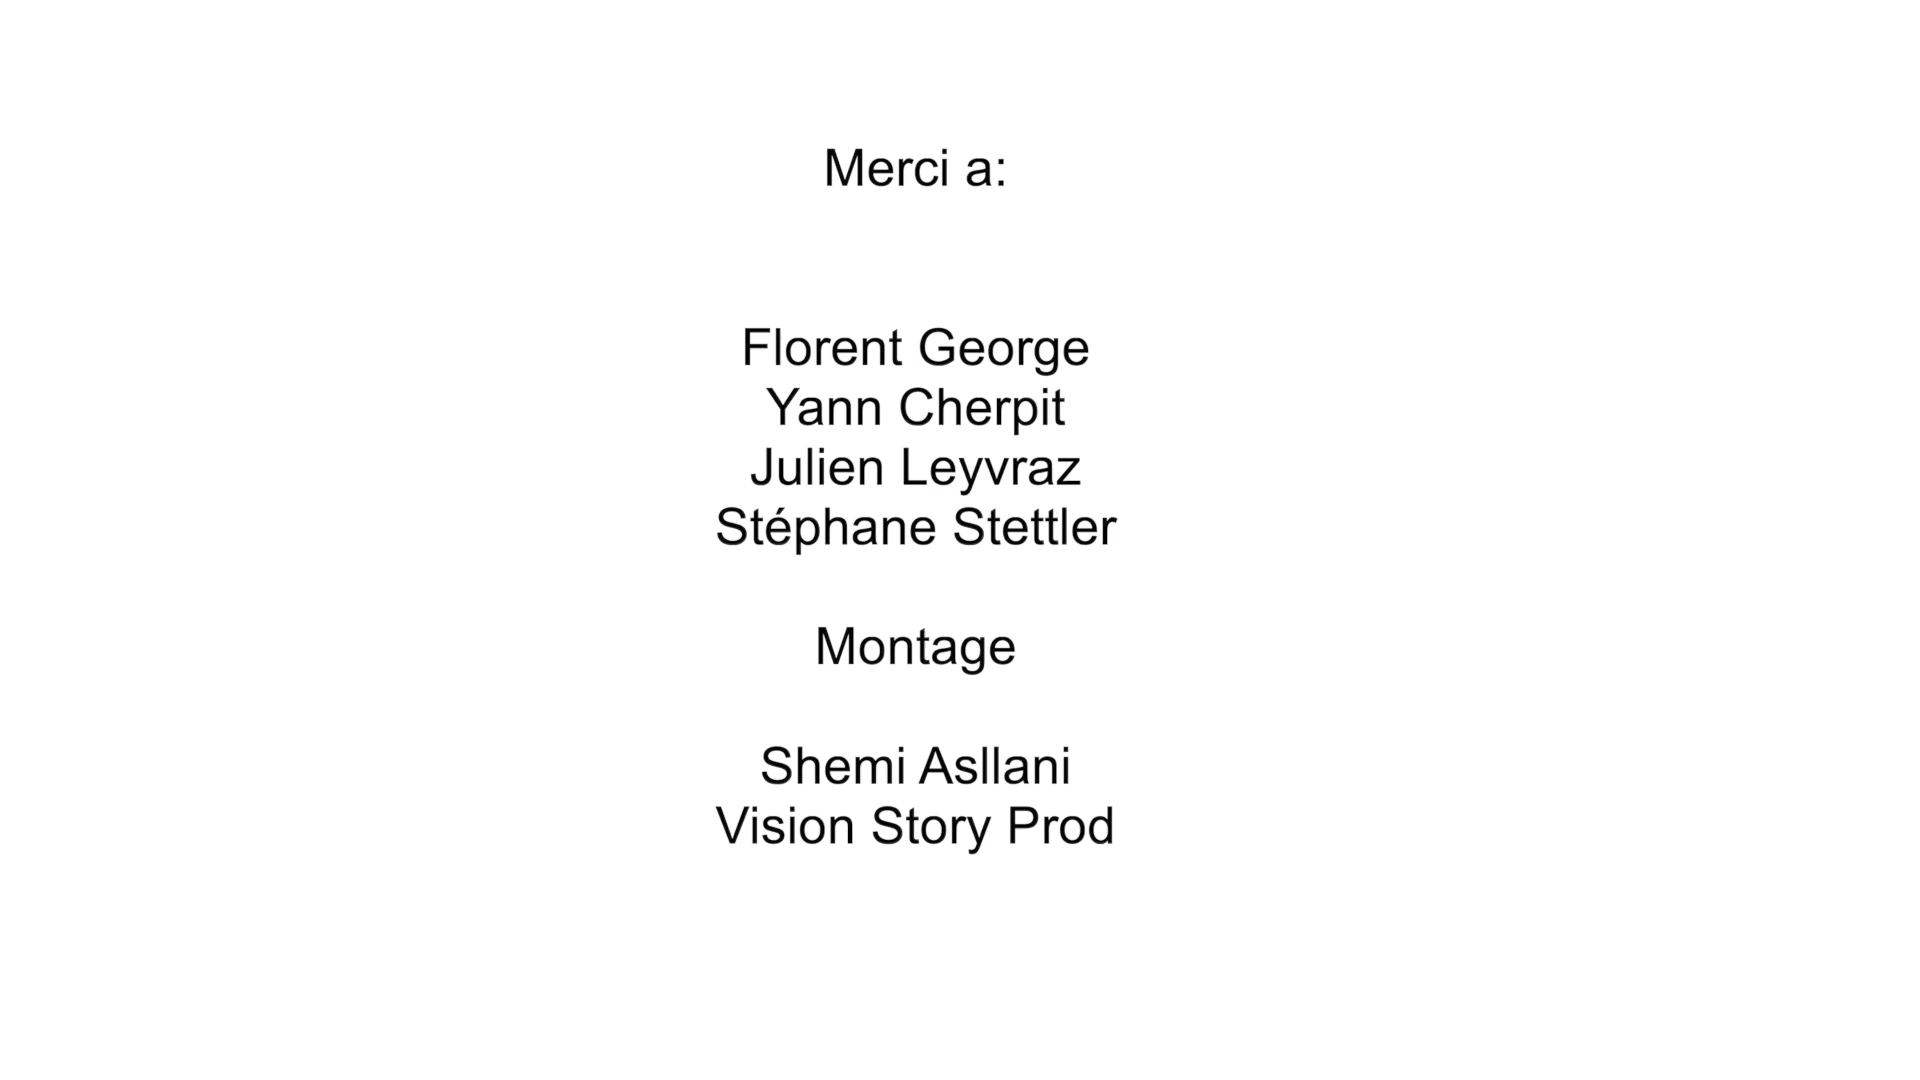 Merci a:
Florent George
Yann Cherpit
Julien Leyvraz
Stéphane Stettler
Montage
Shemi Asllani
Vision Story Prod